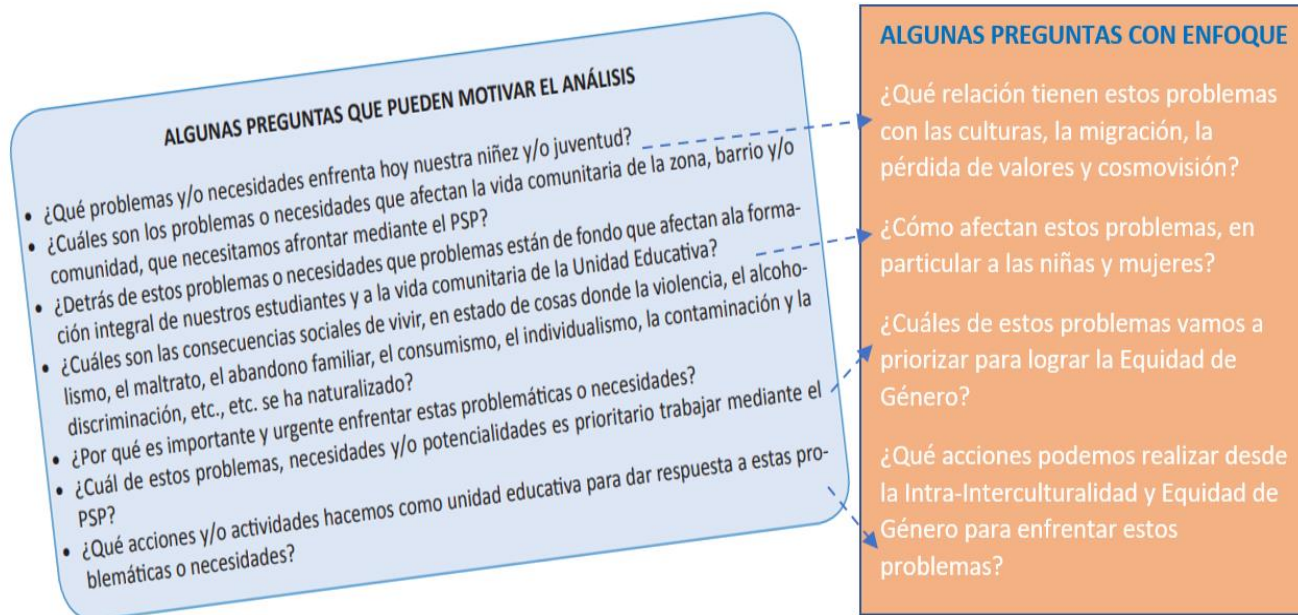 ALGUNAS PREGUNTAS QUE PUEDEN MOTIVAR EL ANÁLISIS
• ¿Qué problemas y/o necesidades enfrenta hoy nuestra niñez y/o juventud?
• ¿Cuáles son los problemas o necesidades que afectan la vida comunitaria de la zona, barrio y/o
comunidad, que necesitamos afrontar mediante el PSP?
• ¿Detrás de estos problemas o necesidades que problemas están de fondo que afectan ala forma-
ción integral de nuestros estudiantes y a la vida comunitaria de la Unidad Educativa?
• ¿Cuáles son las consecuencias sociales de vivir, en estado de cosas donde la violencia, el alcoho-
lismo, el maltrato, el abandono familiar, el consumismo, el individualismo, la contaminación y la
discriminación, etc., etc. se ha naturalizado?
• ¿Por qué es importante y urgente enfrentar estas problemáticas o necesidades?
• ¿Cuál de estos problemas, necesidades y/o potencialidades es prioritario trabajar mediante el
PSP?
• ¿Qué acciones y/o actividades hacemos como unidad educativa para dar respuesta a estas pro-
blemáticas o necesidades?
ALGUNAS PREGUNTAS CON ENFOQUE
¿Qué relación tienen estos problemas
con las culturas, la migración, la
pérdida de valores y cosmovisión?
¿Cómo afectan estos problemas, en
particular a las niñas y mujeres?
¿Cuáles de estos problemas vamos a
priorizar para lograr la Equidad de
Género?
¿Qué acciones podemos realizar desde
la Intra-Interculturalidad y Equidad de
Género para enfrentar estos
problemas?